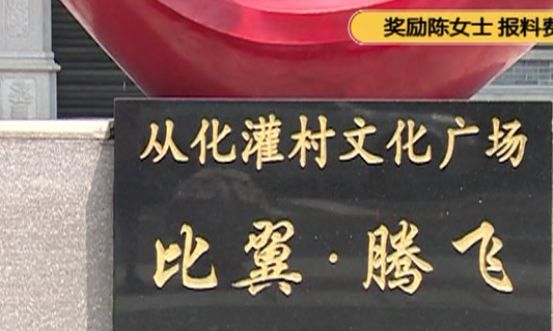 奖励陈女士 报料费
从化灌村文化广场
比翼·腾飞